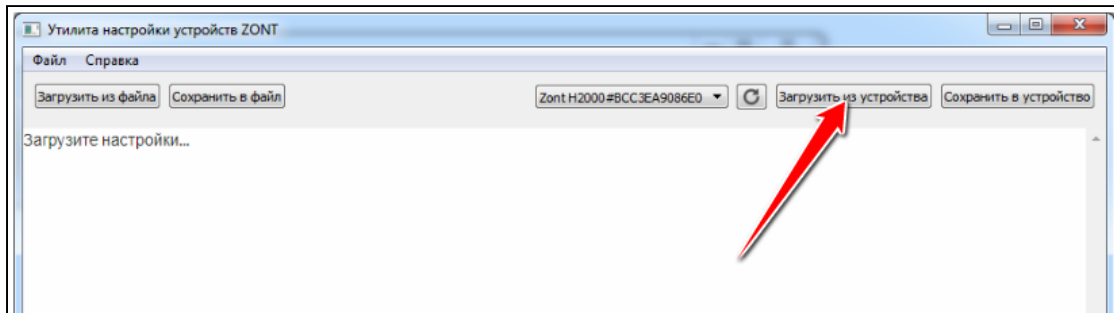 Утилита настройки устройств ZONT
Файл Справка
Загрузить из файла Сохранить в файл Zont H2000#BCC3EA9086E0 Загрузить из устройства Сохранить в устройство
Загрузите настройки...